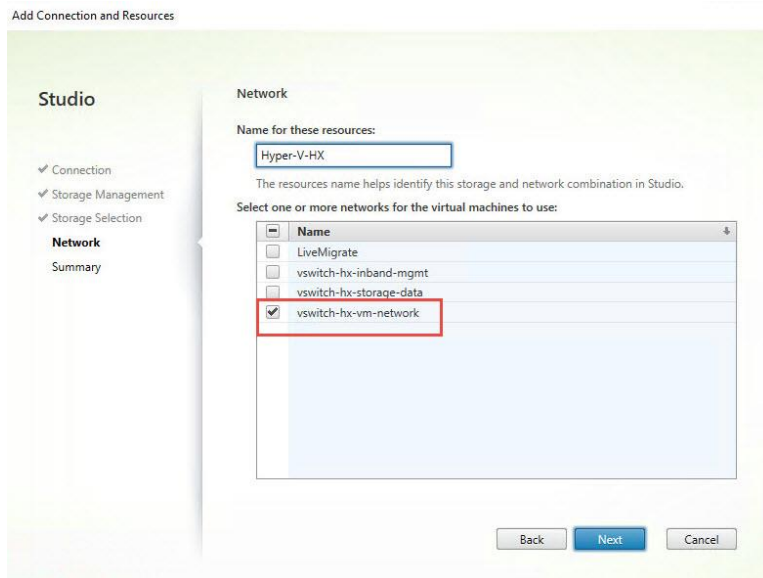 Add Connection and Resources
Studio
Connection
Storage Management
Storage Selection
Network
Summary
Network
Name for these resources:
Hyper-V-HX
The resources name helps identify this storage and network combination in Studio.
Select one or more networks for the virtual machines to use:
Name
LiveMigrate
vswitch-hx-inband-mgmt
vswitch-hx-storage-data
vswitch-hx-vm-network
Back Next Cancel